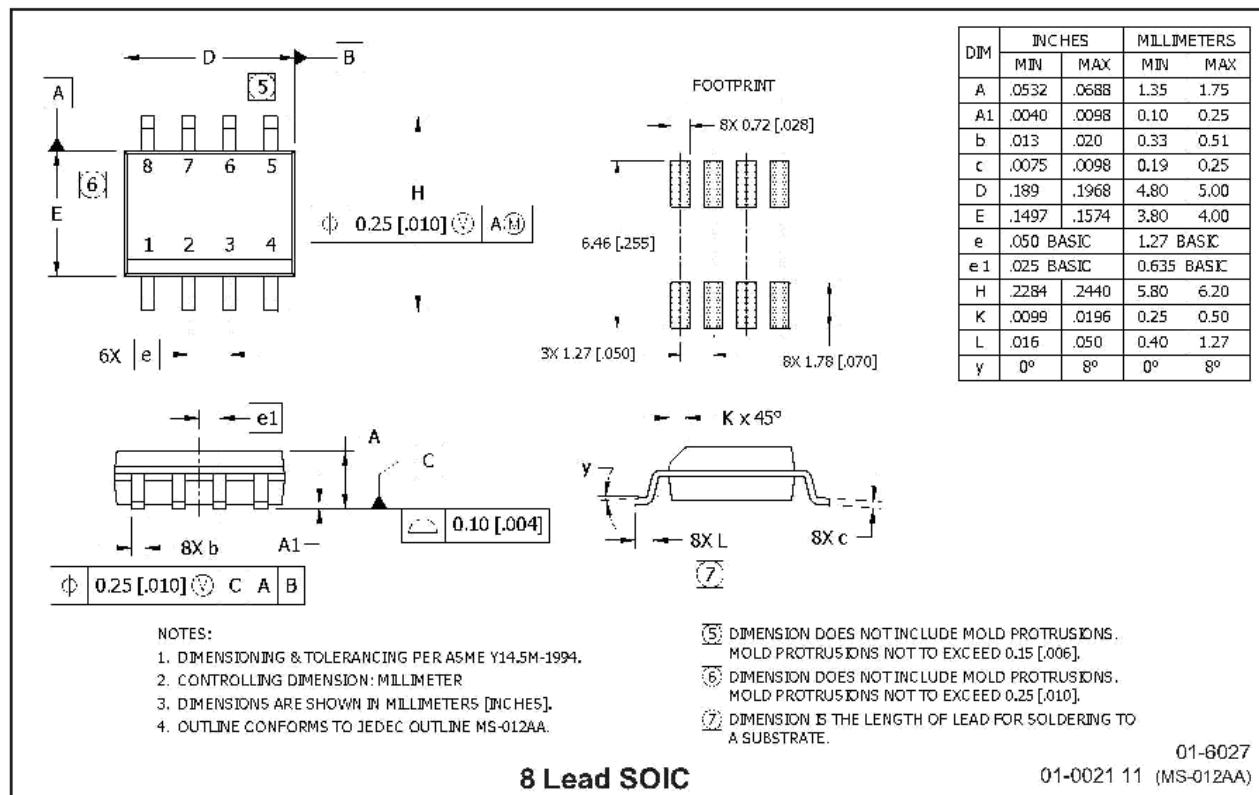 D
B
A
5
8 7 6 5
6
E
H
1 2 3 4
0.25 [.010] A M
6X e
FOOTPRINT
8X 0.72 [.028]
6.46 [.255]
3X 1.27 [.050]
8X 1.78 [.070]
DIM INCHES MILLIMETERS
MIN MAX MIN MAX
A .0532 .0688 1.35 1.75
A1 .0040 .0098 0.10 0.25
b .013 .020 0.33 0.51
c .0075 .0098 0.19 0.25
D .189 .1968 4.80 5.00
E .1497 .1574 3.80 4.00
e .050 BASIC 1.27 BASIC
e1 .025 BASIC 0.635 BASIC
H .2284 .2440 5.80 6.20
K .0099 .0196 0.25 0.50
L .016 .050 0.40 1.27
y 0° 8° 0° 8°
e1
A
C
0.10 [.004]
8X b
A1
0.25 [.010] C A B
K x 45°
y
8X L
8X c
7
NOTES:
1. DIMENSIONING & TOLERANCING PER ASME Y14.5M-1994.
2. CONTROLLING DIMENSION: MILLIMETER
3. DIMENSIONS ARE SHOWN IN MILLIMETERS [INCHES].
4. OUTLINE CONFORMS TO JEDEC OUTLINE MS-012AA.
5 DIMENSION DOES NOT INCLUDE MOLD PROTRUSIONS.
MOLD PROTRUSIONS NOT TO EXCEED 0.15 [.006].
6 DIMENSION DOES NOT INCLUDE MOLD PROTRUSIONS.
MOLD PROTRUSIONS NOT TO EXCEED 0.25 [.010].
7 DIMENSION IS THE LENGTH OF LEAD FOR SOLDERING TO
A SUBSTRATE.
8 Lead SOIC
01-6027
01-0021 11 (MS-012AA)